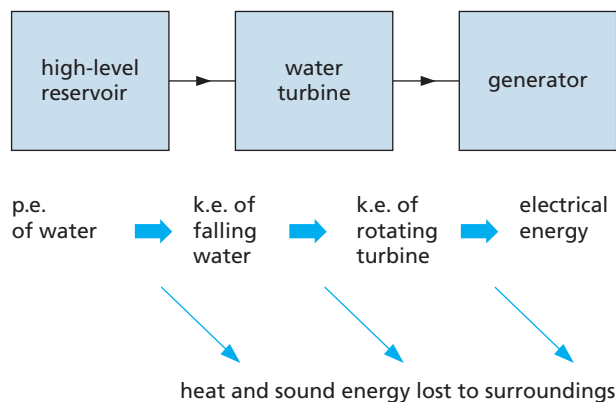 high-level
reservoir
water
turbine
generator
p.e.
of water
k.e. of
falling
water
k.e. of
rotating
turbine
electrical
energy
heat and sound energy lost to surroundings